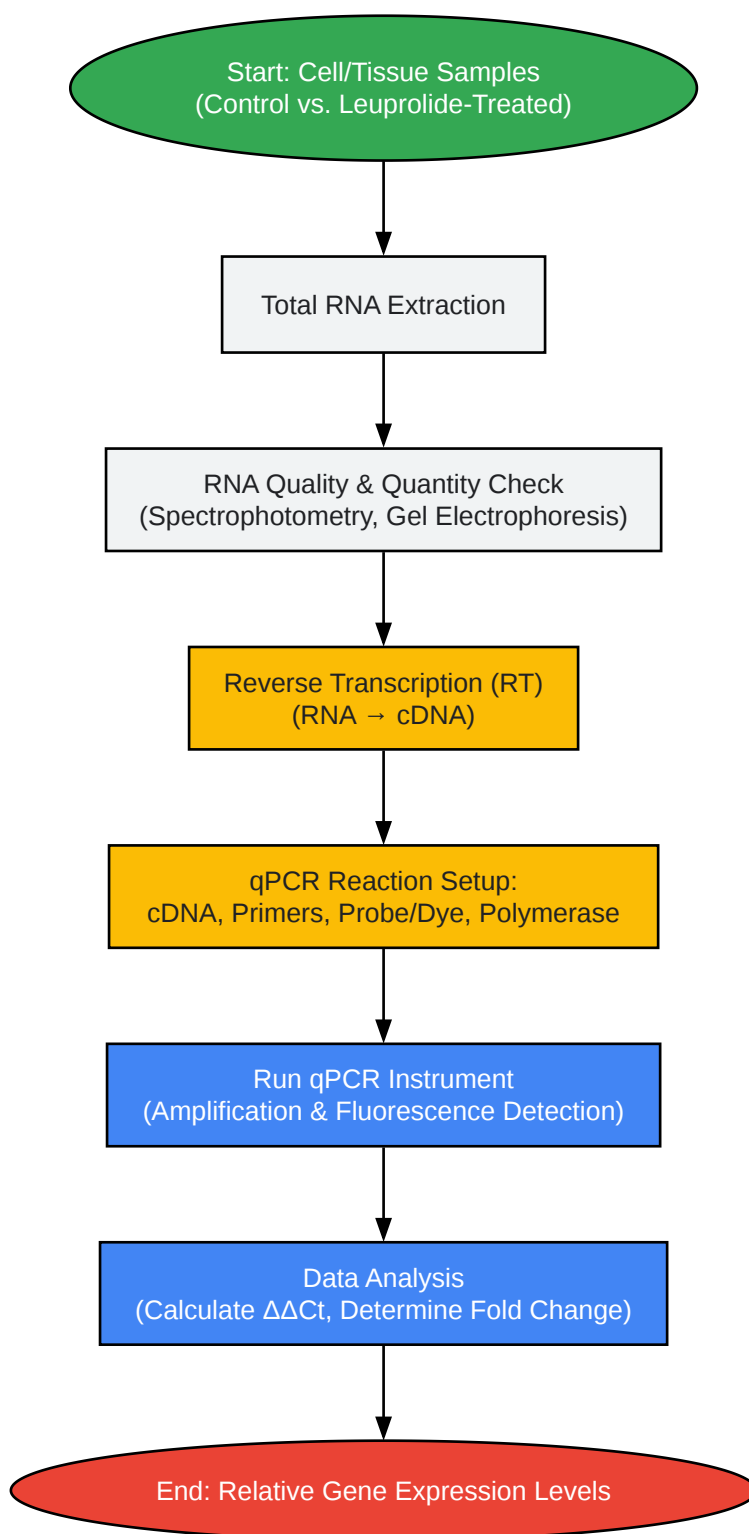 Start: Cell/Tissue Samples
(Control vs. Leuprolide-Treated)
Total RNA Extraction
RNA Quality & Quantity Check
(Spectrophotometry, Gel Electrophoresis)
Reverse Transcription (RT)
(RNA → cDNA)
qPCR Reaction Setup:
cDNA, Primers, Probe/Dye, Polymerase
Run qPCR Instrument
(Amplification & Fluorescence Detection)
Data Analysis
(Calculate ΔΔCt, Determine Fold Change)
End: Relative Gene Expression Levels